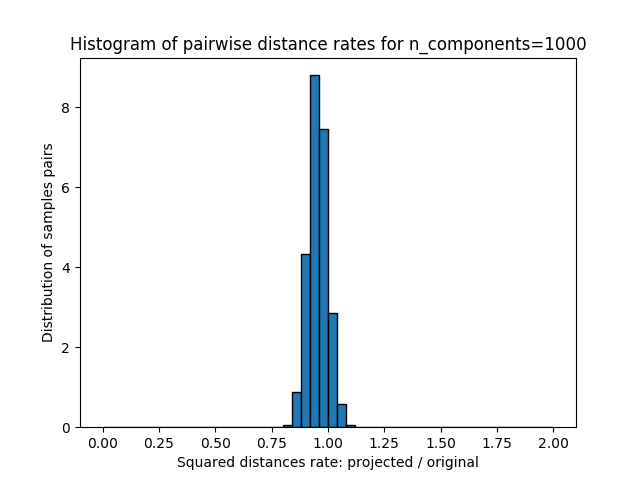 Histogram of pairwise distance rates for n_components=1000
Distribution of samples pairs
8
6
4
2
0
0.00 0.25 0.50 0.75 1.00 1.25 1.50 1.75 2.00
Squared distances rate: projected / original